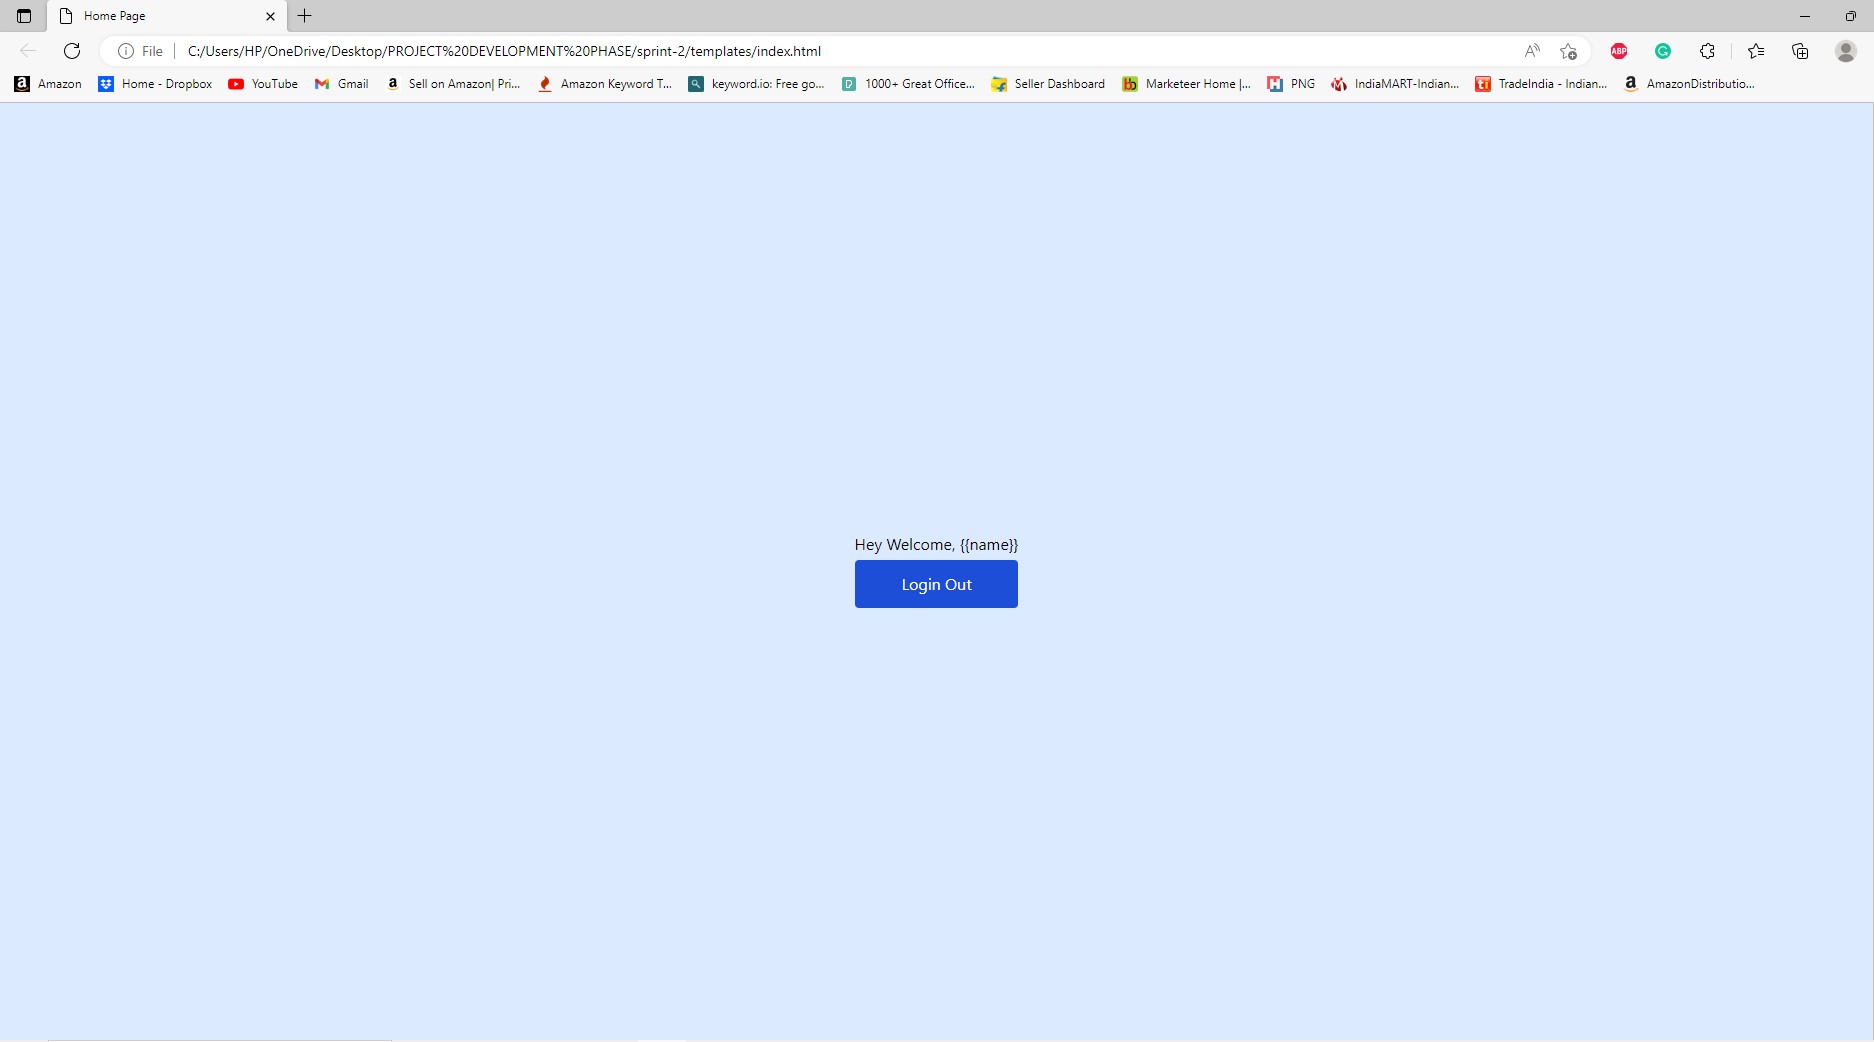 Home Page
File
C:/Users/HP/OneDrive/Desktop/PROJECT%20DEVELOPMENT%20PHASE/sprint-2/templates/index.html
ABP
Amazon Home - Dropbox YouTube Gmail Sell on Amazon| Pri... Amazon Keyword T... keyword.io: Free go... 1000+ Great Office... Seller Dashboard Marketeer Home |... PNG IndiaMART-Indian... TradeIndia - Indian... AmazonDistributio...
Hey Welcome, {{name}}
Login Out